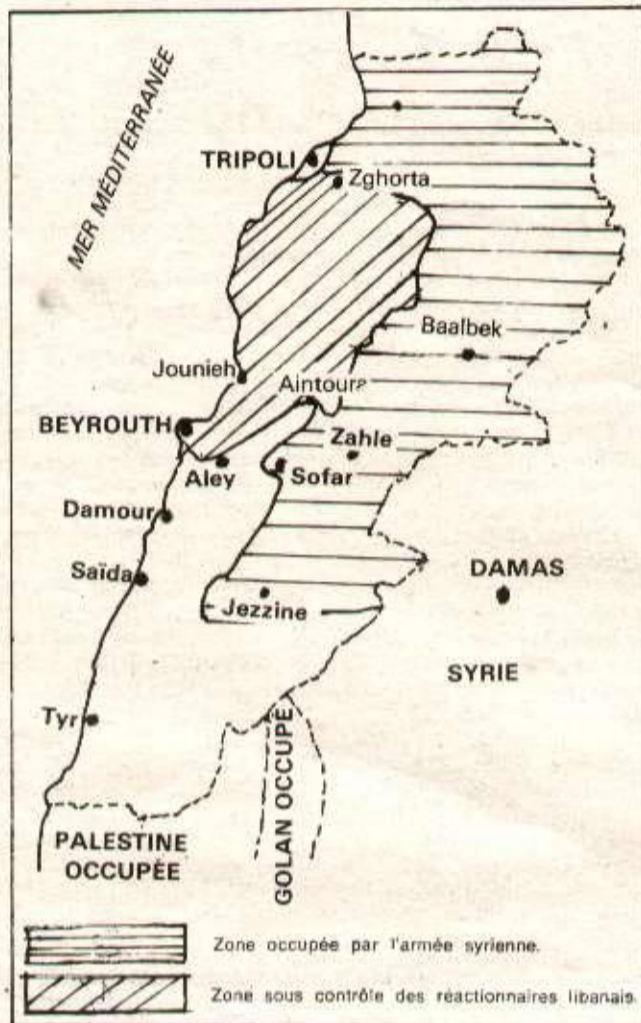 MER MÉDITERRANÉE
TRIPOLI
Zghorta
Baalbek
Jounieh
Aintoura
BEYROUTH
Zahle
Aley
Sofar
Damour
Saïda
DAMAS
Jezzine
SYRIE
Tyr
GOLAN OCCUPÉ
PALESTINE
OCCUPÉE
Zone occupée par l'armée syrienne.
Zone sous contrôle des réactionnaires libanais.